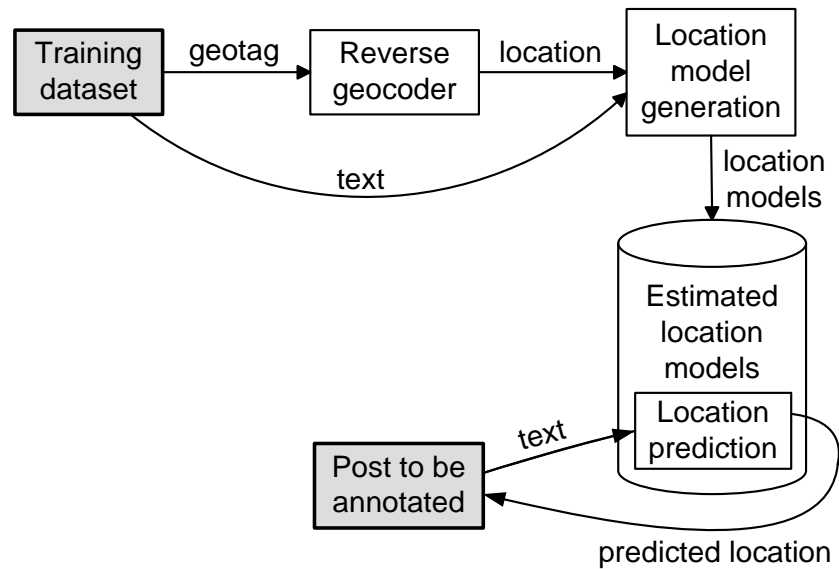 Training
dataset
geotag
Reverse
geocoder
location
Location
model
generation
text
location
models
Estimated
location
models
Location
prediction
text
Post to be
annotated
predicted location